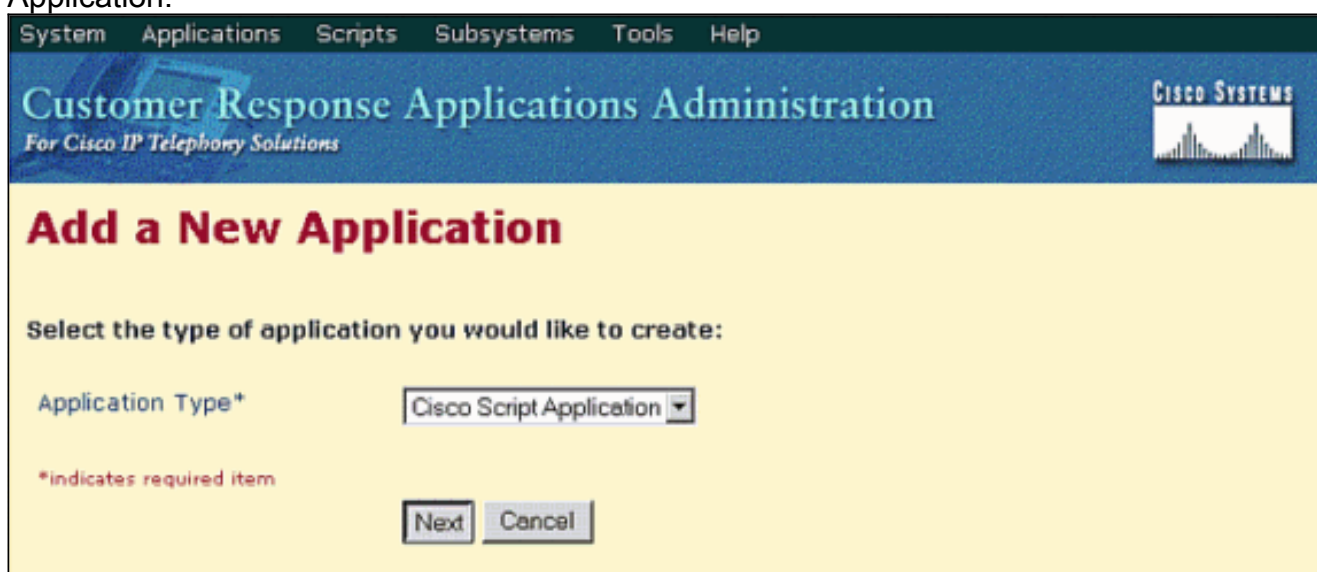 Application.
System Applications Scripts Subsystems Tools Help
Customer Response Applications Administration
For Cisco IP Telephony Solutions
CISCO SYSTEMS
Add a New Application
Select the type of application you would like to create:
Application Type* Cisco Script Application
*indicates required item
Next Cancel